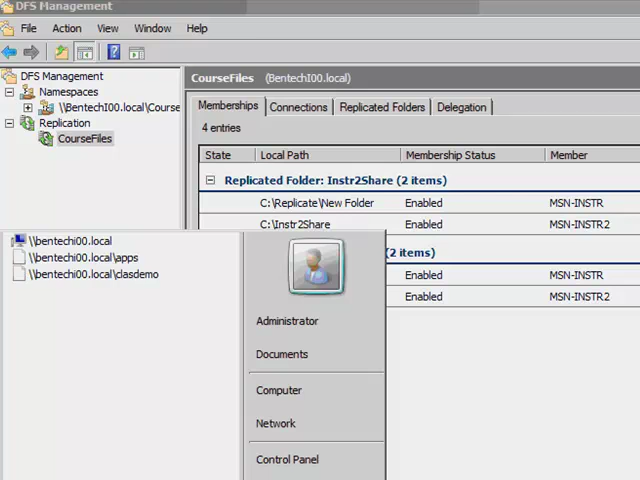 DFS Management
File Action View Window Help
DFS Management
Namespaces
\\BentechI00.local\Course
Replication
CourseFiles
CourseFiles (BentechI00.local)
Memberships Connections Replicated Folders Delegation
4 entries
State Local Path Membership Status Member
Replicated Folder: Instr2Share (2 items)
C:\Replicate\New Folder Enabled MSN-INSTR
C:\Instr2Share Enabled MSN-INSTR2
(2 items)
Enabled MSN-INSTR
Enabled MSN-INSTR2
\\bentechi00.local
\\bentechi00.local\apps
\\bentechi00.local\clasdemo
Administrator
Documents
Computer
Network
Control Panel